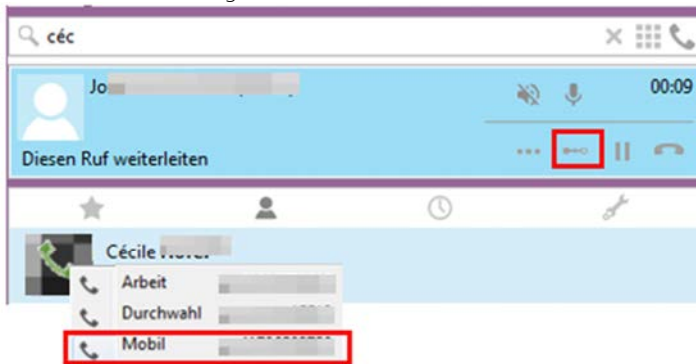 céc
Jo
00:09
Diesen Ruf weiterleiten
Cécile
Arbeit
Durchwahl
Mobil